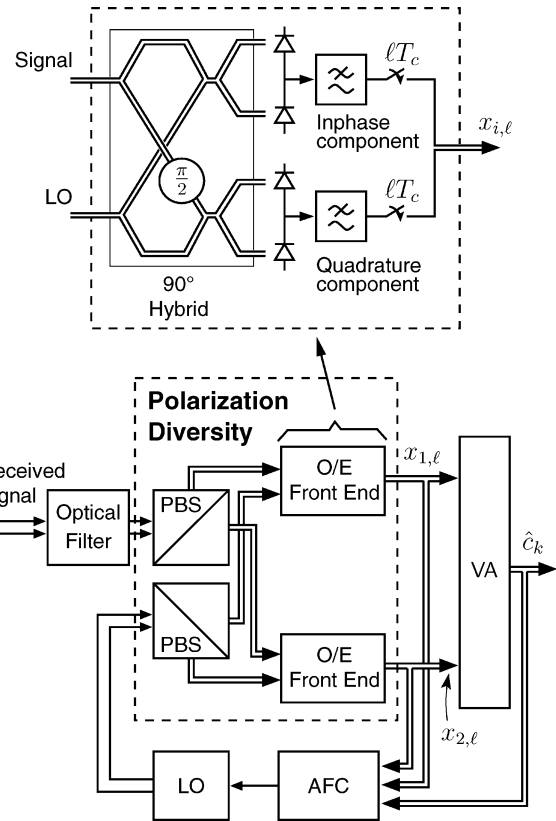 Signal
ℓT_c
x_{i,ℓ}
Inphase
component
π/2
LO
ℓT_c
Quadrature
component
90°
Hybrid
Polarization
Diversity
eceived
gnal
O/E
Front End
x_{1,ℓ}
PBS
Optical
Filter
ĉ_k
VA
PBS
O/E
Front End
x_{2,ℓ}
LO
AFC